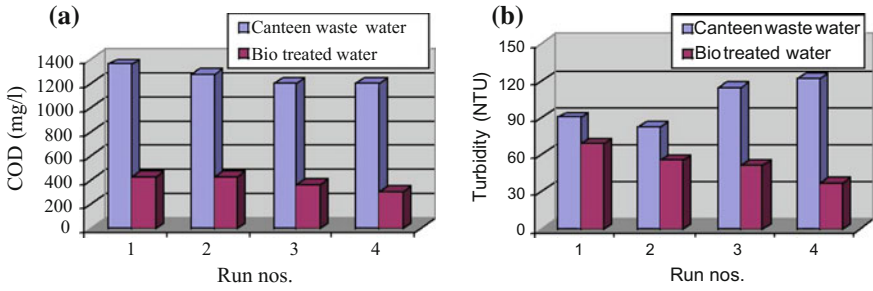 (a)
Canteen waste water
Bio treated water
COD (mg/l)
1400
1200
1000
800
600
400
200
0
1 2 3 4
Run nos.
(b)
Canteen waste water
Bio treated water
Turbidity (NTU)
150
120
90
60
30
0
1 2 3 4
Run nos.